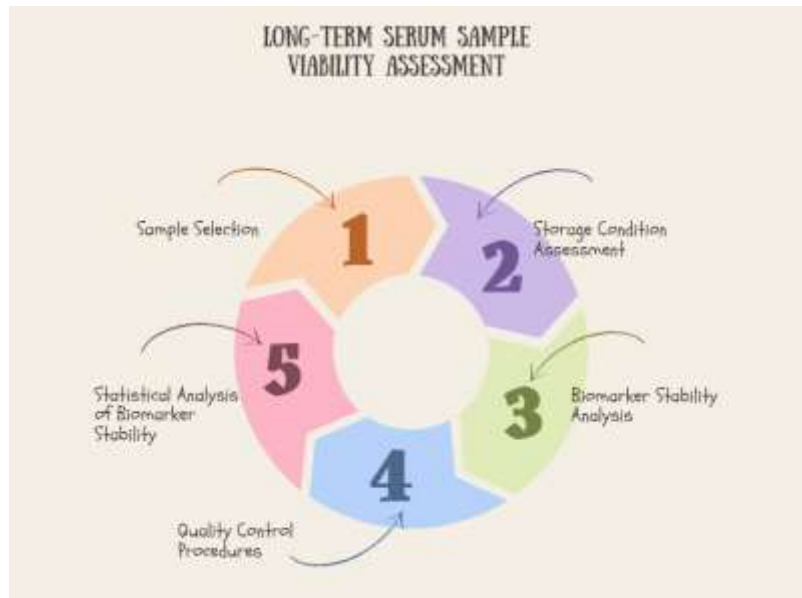 LONG-TERM SERUM SAMPLE
VIABILITY ASSESSMENT
1
Sample Selection
2
Storage Condition
Assessment
3
Biomarker Stability
Analysis
4
Quality Control
Procedures
5
Statistical Analysis
of Biomarker
Stability